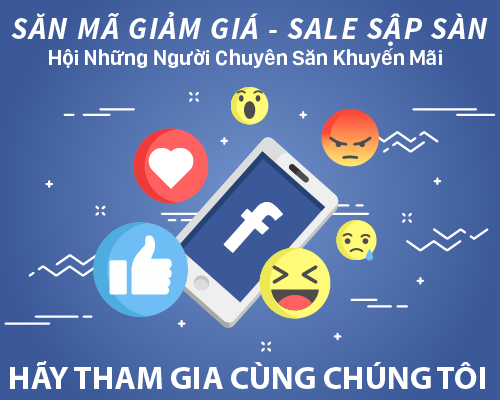 SĂN MÃ GIẢM GIÁ - SALE SẬP SÀN
Hội Những Người Chuyên Săn Khuyến Mãi
f
HÃY THAM GIA CÙNG CHÚNG TÔI